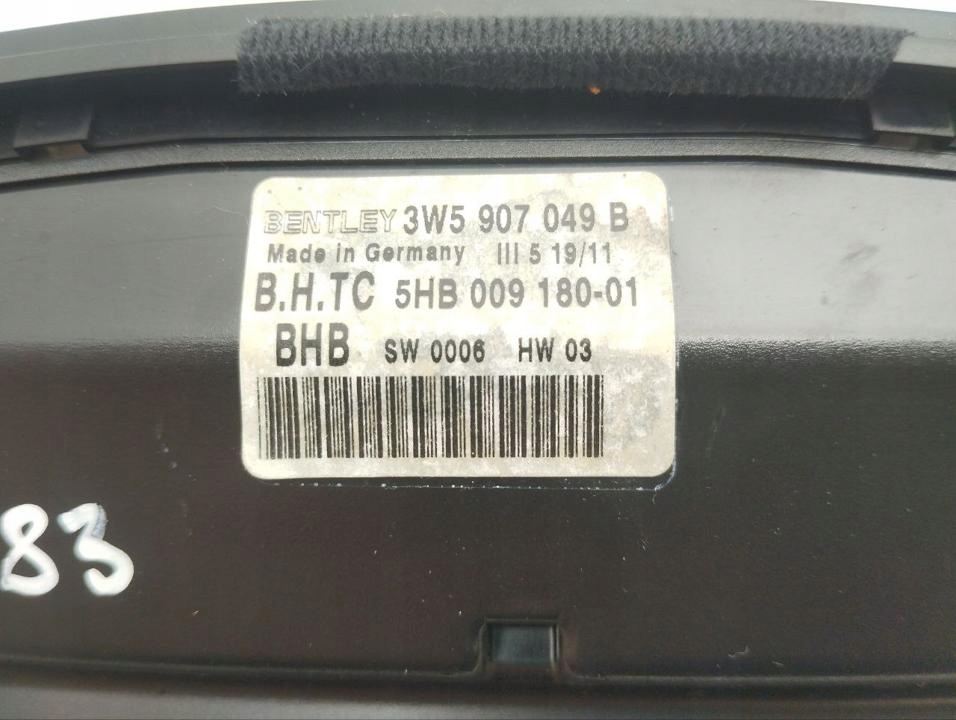 BENTLEY 3W5 907 049 B
Made in Germany III 5 19/11
B.H.TC 5HB 009 180-01
BHB SW 0006 HW 03
83